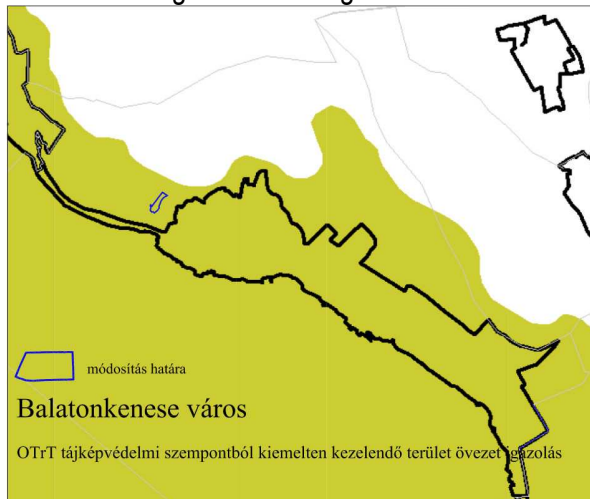 módosítás határa
Balatonkenese város
OTrT tájképvédelmi szempontból kiemelten kezelendő terület övezet igazolás